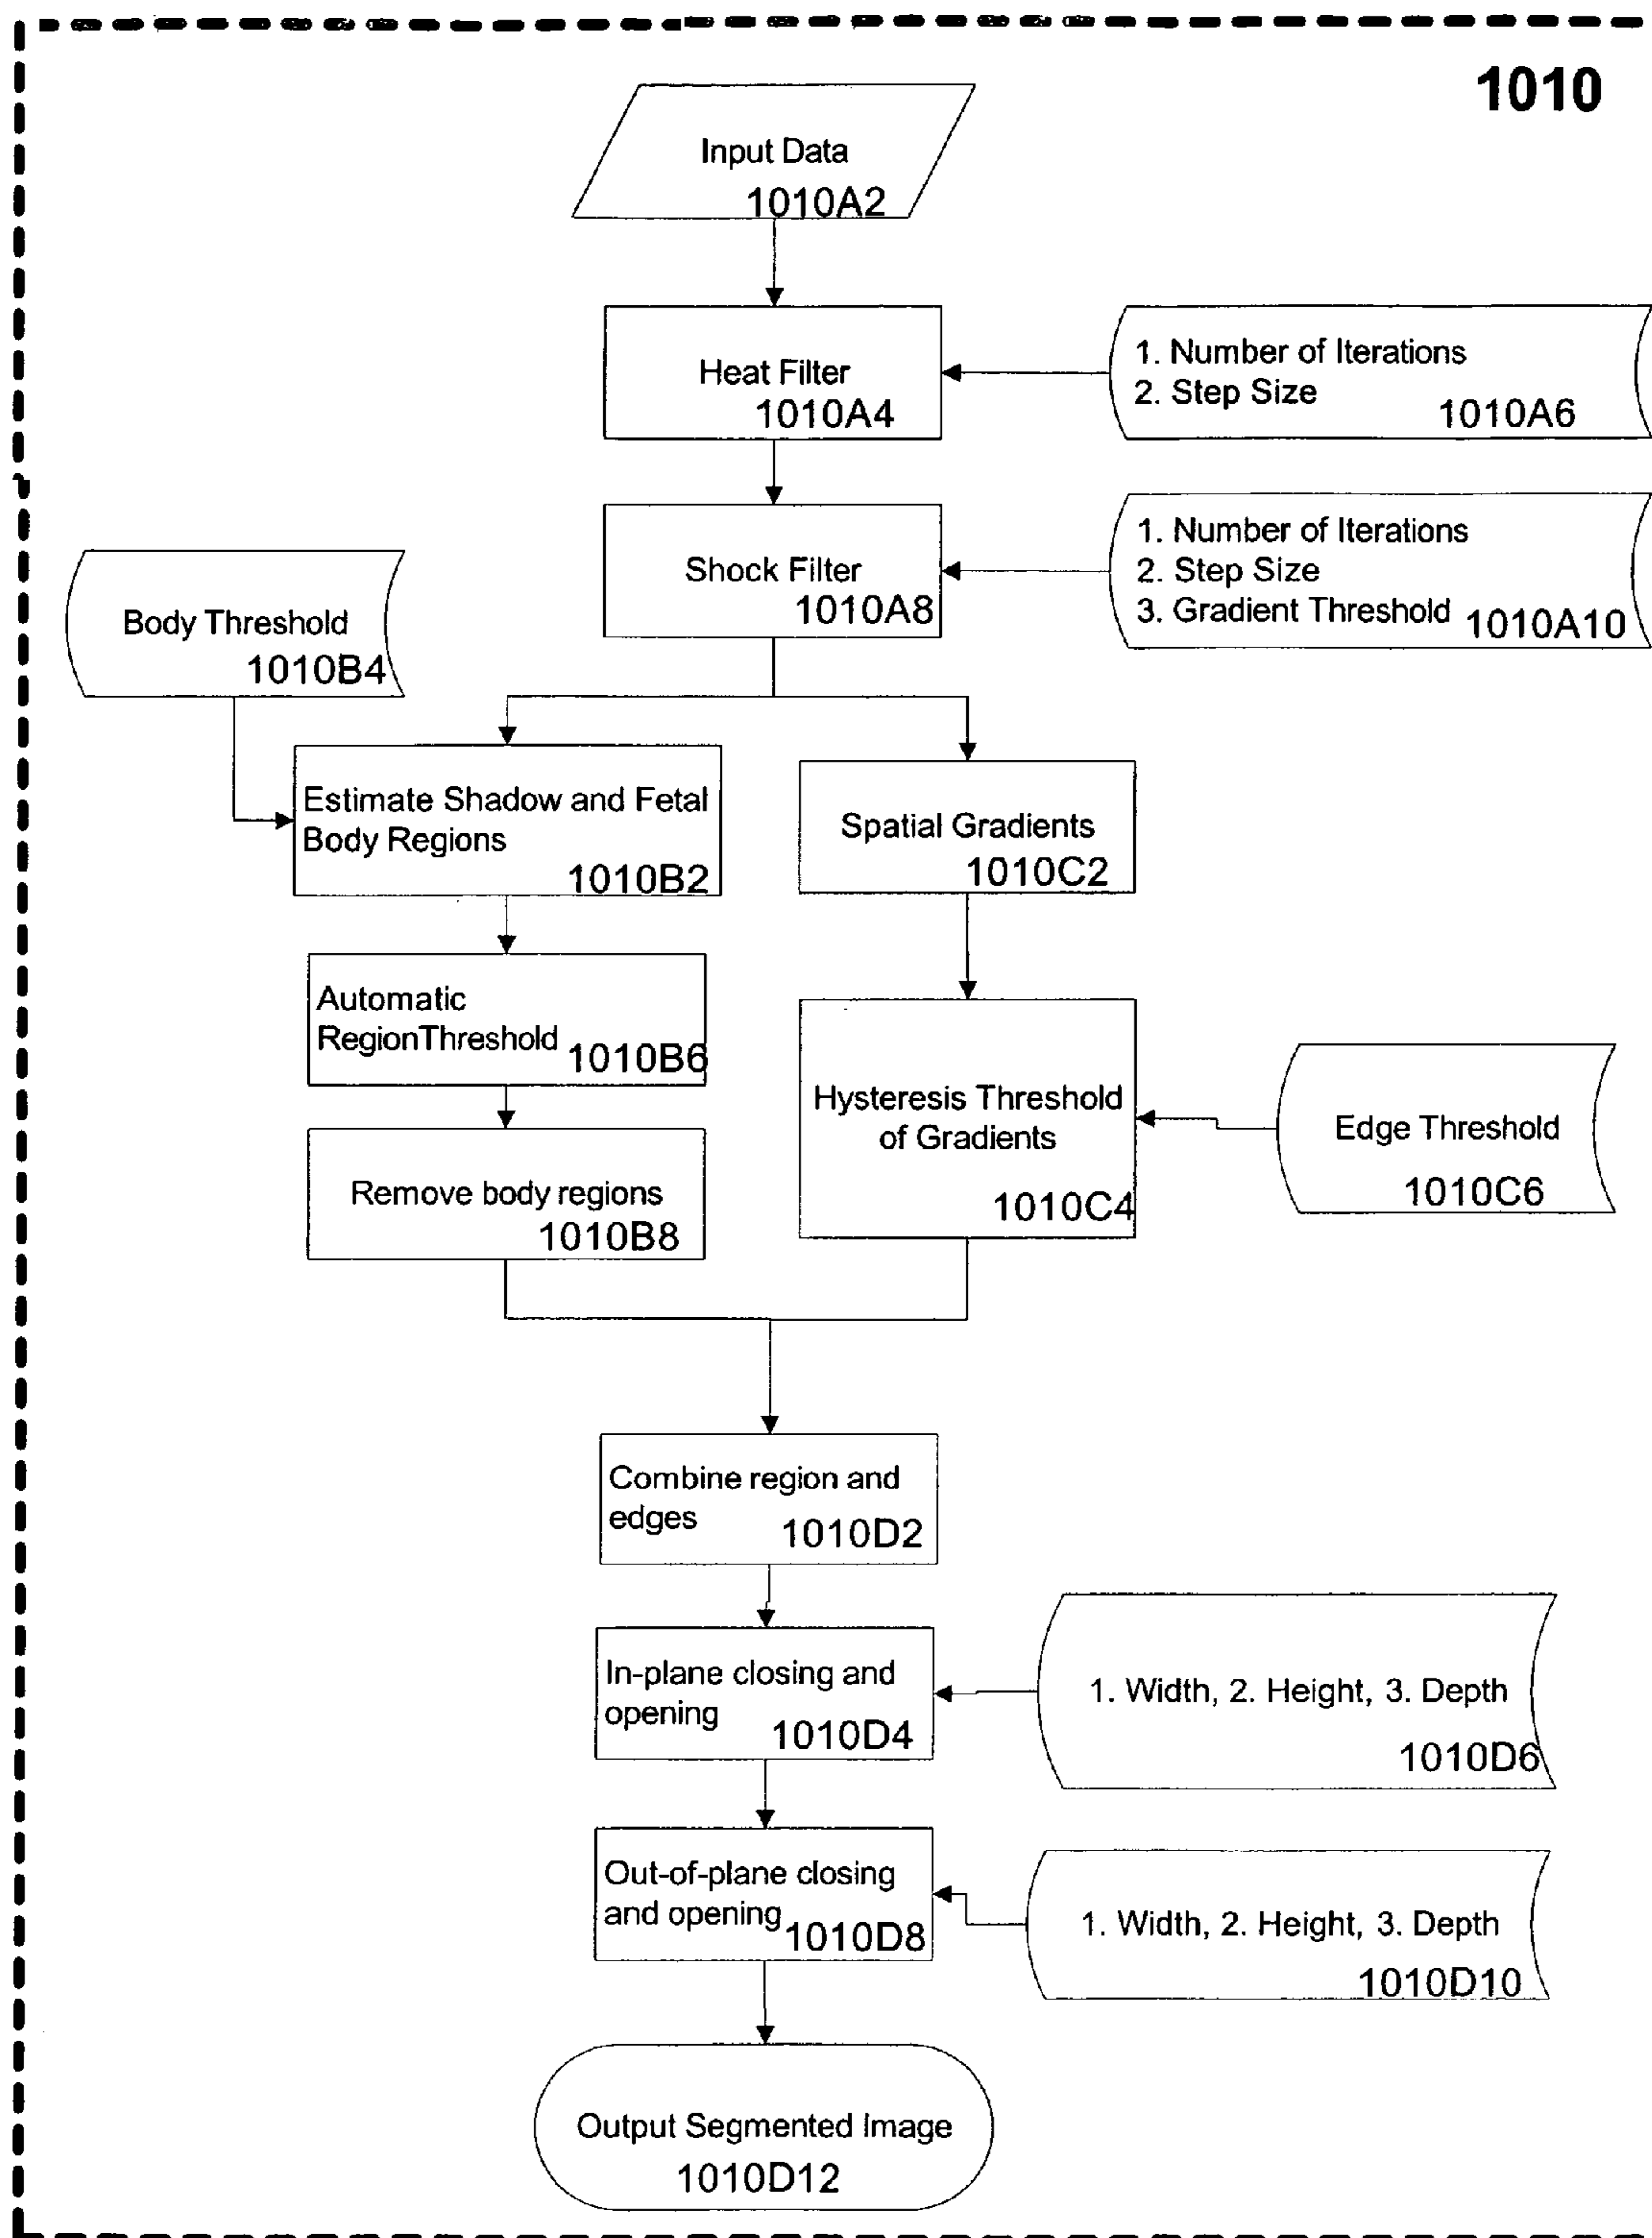 1010
Input Data
1010A2
Heat Filter
1010A4
1. Number of Iterations
2. Step Size
1010A6
Shock Filter
1010A8
1. Number of Iterations
2. Step Size
3. Gradient Threshold 1010A10
Body Threshold
1010B4
Estimate Shadow and Fetal
Body Regions
1010B2
Spatial Gradients
1010C2
Automatic
RegionThreshold 1010B6
Hysteresis Threshold
of Gradients
1010C4
Edge Threshold
1010C6
Remove body regions
1010B8
Combine region and
edges 1010D2
In-plane closing and
opening 1010D4
1. Width, 2. Height, 3. Depth
1010D6
Out-of-plane closing
and opening 1010D8
1. Width, 2. Height, 3. Depth
1010D10
Output Segmented Image
1010D12